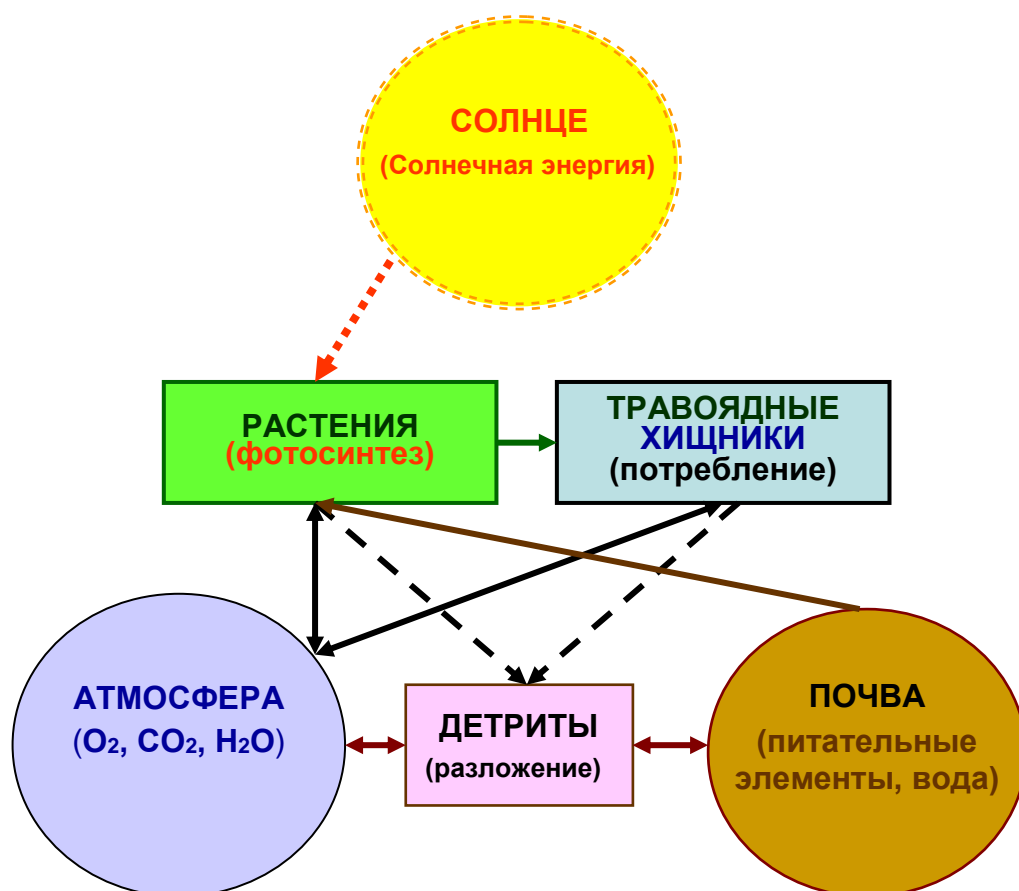 СОЛНЦЕ
(Солнечная энергия)
РАСТЕНИЯ
(фотосинтез)
ТРАВОЯДНЫЕ
ХИЩНИКИ
(потребление)
АТМОСФЕРА
(O₂, CO₂, H₂O)
ДЕТРИТЫ
(разложение)
ПОЧВА
(питательные
элементы, вода)